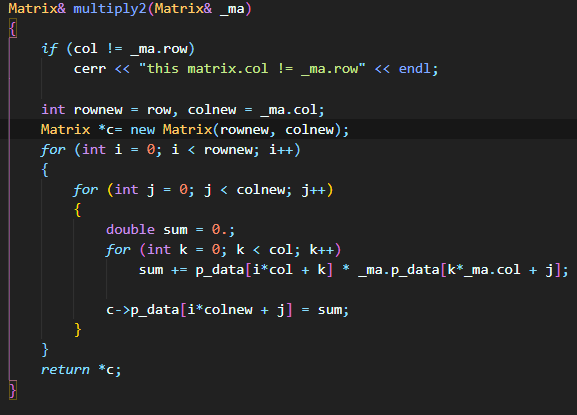 Matrix& multiply2(Matrix& _ma)
{
    if (col != _ma.row)
        cerr << "this matrix.col != _ma.row" << endl;
    int rownew = row, colnew = _ma.col;
    Matrix *c= new Matrix(rownew, colnew);
    for (int i = 0; i < rownew; i++)
    {
        for (int j = 0; j < colnew; j++)
        {
            double sum = 0.;
            for (int k = 0; k < col; k++)
                sum += p_data[i*col + k] * _ma.p_data[k*_ma.col + j];
            c->p_data[i*colnew + j] = sum;
        }
    }
    return *c;
}